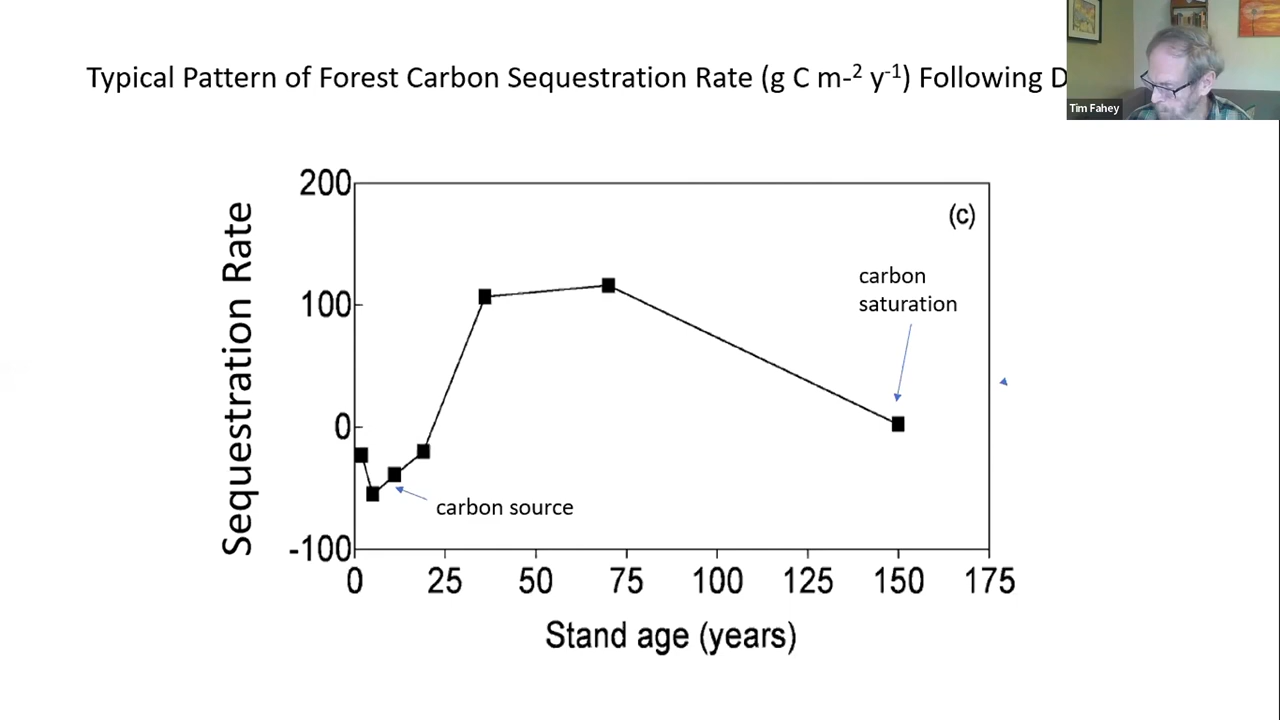 Typical Pattern of Forest Carbon Sequestration Rate (g C m-² y⁻¹) Following
Tim Fahey
200
(c)
carbon
saturation
100
0
carbon source
-100
0 25 50 75 100 125 150 175
Sequestration Rate
Stand age (years)